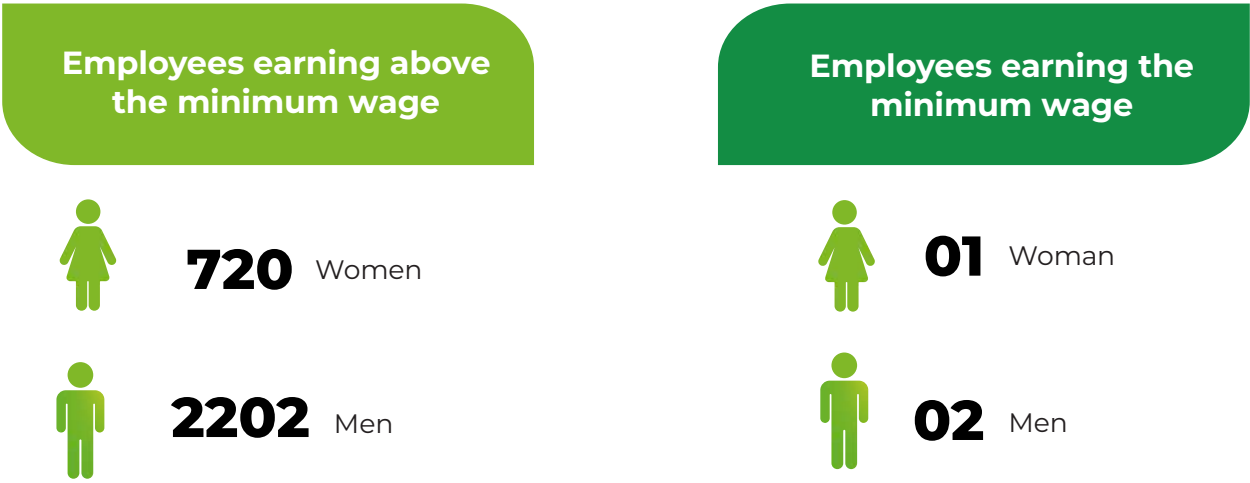 Employees earning above
the minimum wage
720 Women
2202 Men
Employees earning the
minimum wage
01 Woman
02 Men